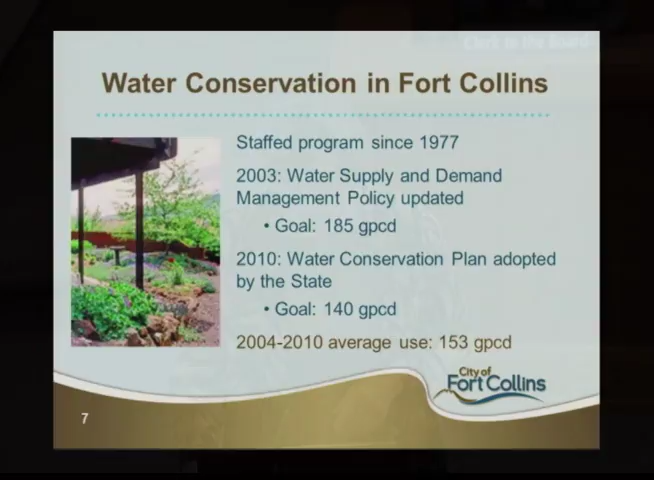 Water Conservation in Fort Collins
Staffed program since 1977
2003: Water Supply and Demand
Management Policy updated
• Goal: 185 gpcd
2010: Water Conservation Plan adopted
by the State
• Goal: 140 gpcd
2004-2010 average use: 153 gpcd
City of
Fort Collins
7